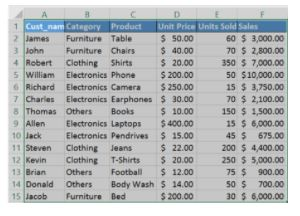 A B C D E F
1 Cust_nam Category Product Unit Price Units Sold Sales
2 James Furniture Table $ 50.00 60 $ 3,000.00
3 John Furniture Chairs $ 40.00 70 $ 2,800.00
4 Robert Clothing Shirts $ 20.00 350 $ 7,000.00
5 William Electronics Phone $ 200.00 50 $ 10,000.00
6 Richard Electronics Camera $ 250.00 15 $ 3,750.00
7 Charles Electronics Earphones $ 30.00 70 $ 2,100.00
8 Thomas Others Books $ 10.00 150 $ 1,500.00
9 Allen Electronics Laptops $ 400.00 15 $ 6,000.00
10 Jack Electronics Pendrives $ 15.00 45 $ 675.00
11 Steven Clothing Jeans $ 22.00 200 $ 4,400.00
12 Kevin Clothing T-Shirts $ 20.00 250 $ 5,000.00
13 Brian Others Football $ 12.00 75 $ 900.00
14 Donald Others Body Wash $ 14.00 50 $ 700.00
15 Jacob Furniture Bed $ 200.00 30 $ 6,000.00